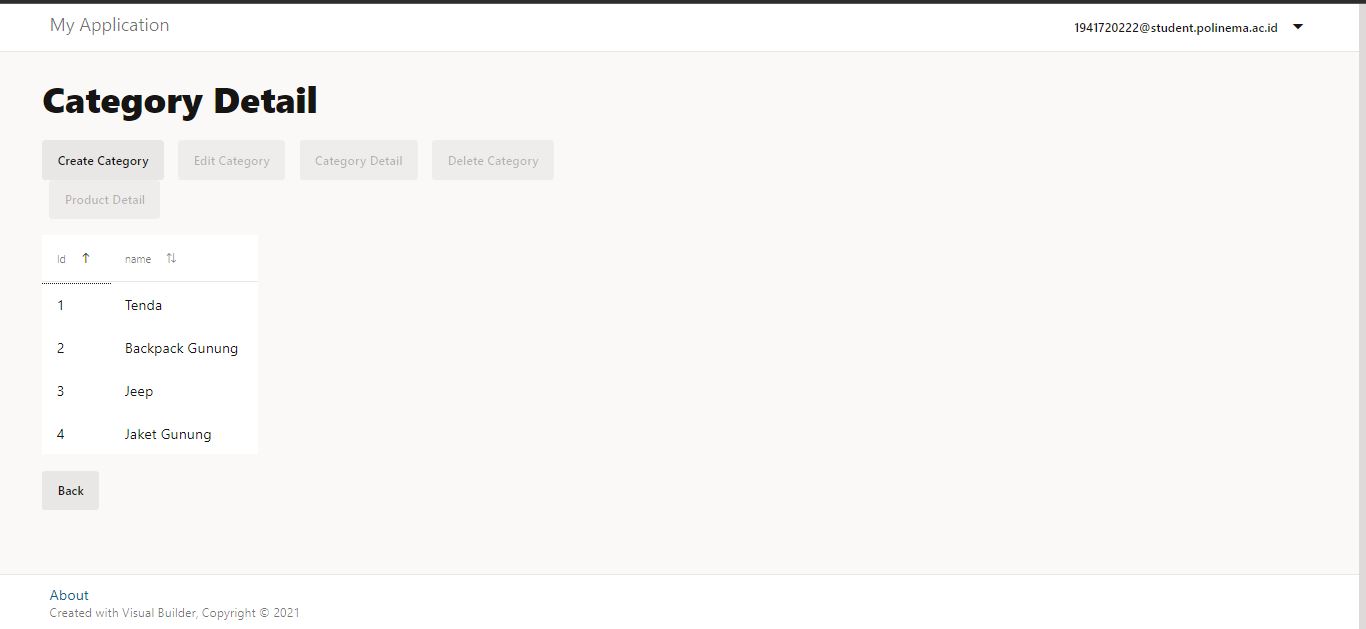 My Application
1941720222@student.polinema.ac.id
Category Detail
Create Category Edit Category Category Detail Delete Category
Product Detail
Id name
1 Tenda
2 Backpack Gunung
3 Jeep
4 Jaket Gunung
Back
About
Created with Visual Builder, Copyright © 2021